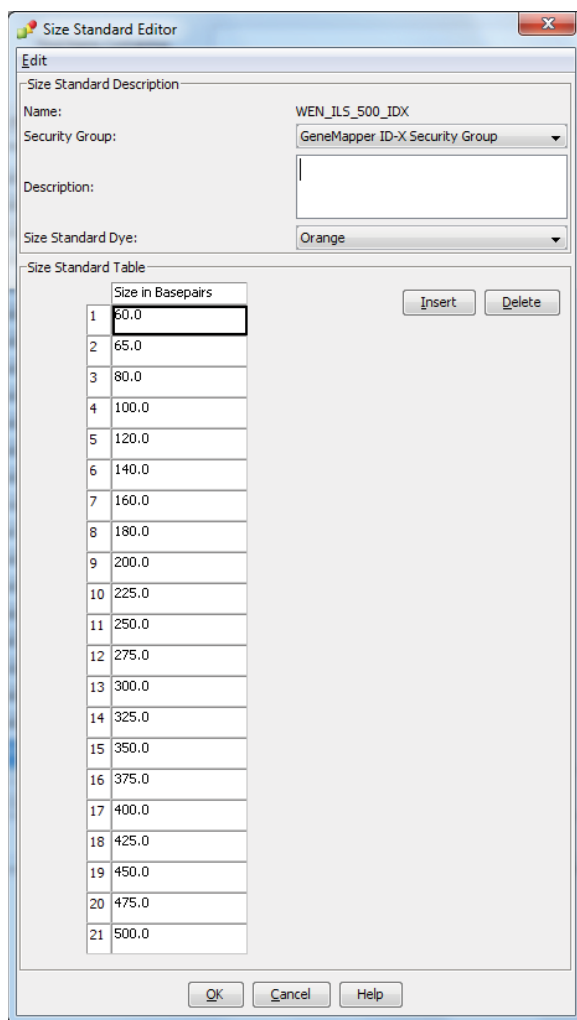 Size Standard Editor
Edit
Size Standard Description
Name: WEN_ILS_500_IDX
Security Group: GeneMapper ID-X Security Group
Description:
Size Standard Dye: Orange
Size Standard Table
Size in Basepairs
Insert Delete
1 60.0
2 65.0
3 80.0
4 100.0
5 120.0
6 140.0
7 160.0
8 180.0
9 200.0
10 225.0
11 250.0
12 275.0
13 300.0
14 325.0
15 350.0
16 375.0
17 400.0
18 425.0
19 450.0
20 475.0
21 500.0
OK Cancel Help